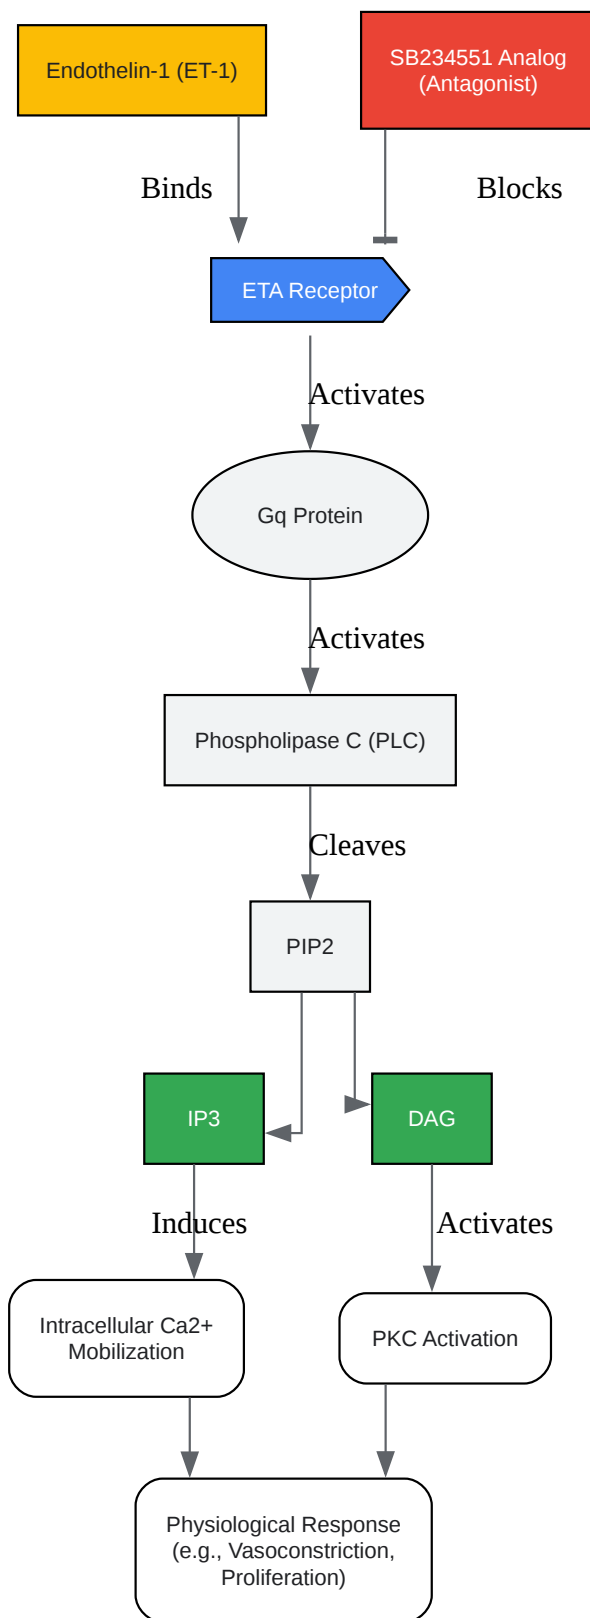 Endothelin-1 (ET-1)
SB234551 Analog
(Antagonist)
Binds
Blocks
ETA Receptor
Activates
Gq Protein
Activates
Phospholipase C (PLC)
Cleaves
PIP2
IP3
DAG
Induces
Activates
Intracellular Ca2+
Mobilization
PKC Activation
Physiological Response
(e.g., Vasoconstriction,
Proliferation)